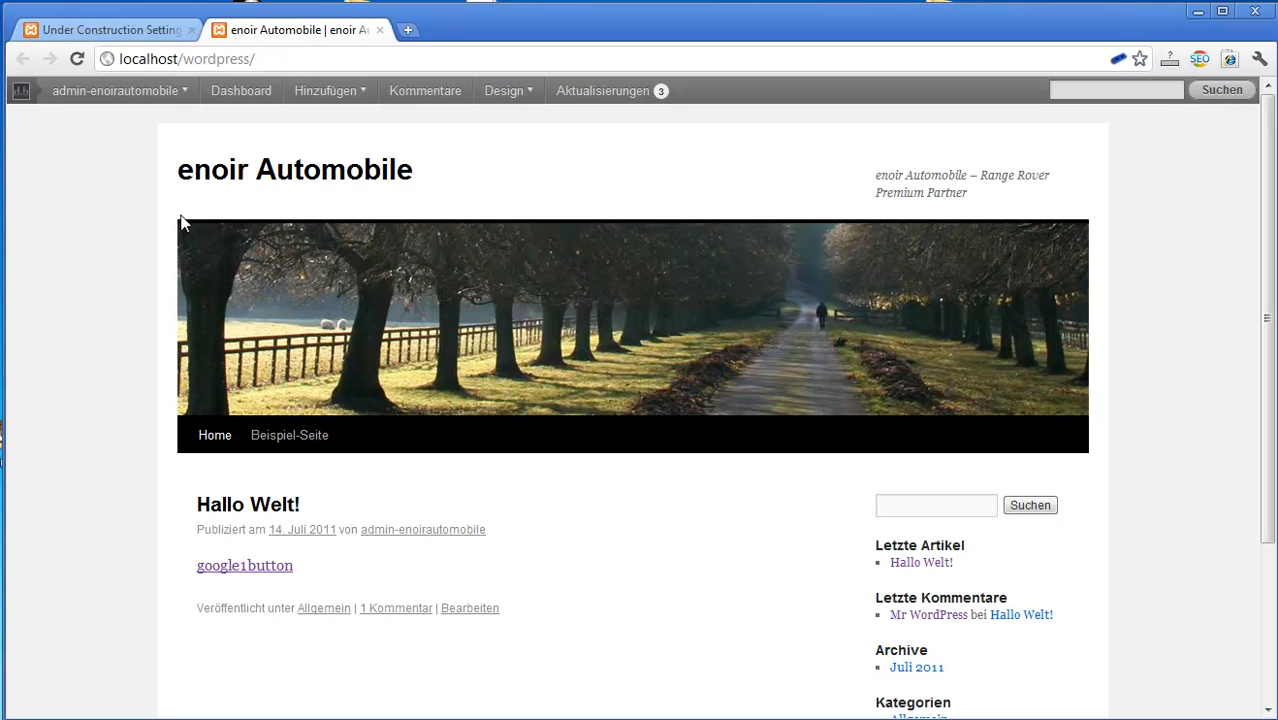 Under Construction Setting
enoir Automobile | enoir Au
localhost/wordpress/
SEO
admin-enoirautomobile
Dashboard
Hinzufügen
Kommentare
Design
Aktualisierungen 3
Suchen
enoir Automobile
enoir Automobile – Range Rover
Premium Partner
Home
Beispiel-Seite
Hallo Welt!
Publiziert am 14. Juli 2011 von admin-enoirautomobile
google1button
Veröffentlicht unter Allgemein | 1 Kommentar | Bearbeiten
Suchen
Letzte Artikel
Hallo Welt!
Letzte Kommentare
Mr WordPress bei Hallo Welt!
Archive
Juli 2011
Kategorien
Allgemein